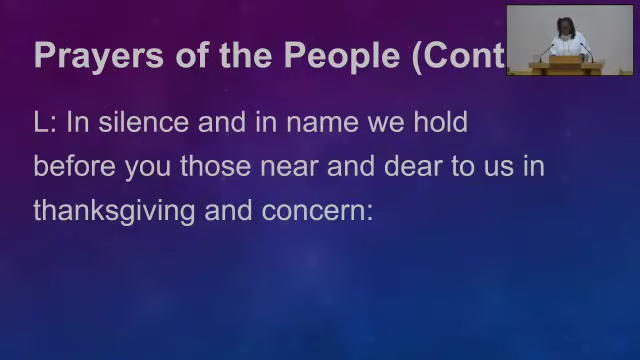 Prayers of the People (Cont
L: In silence and in name we hold
before you those near and dear to us in
thanksgiving and concern: